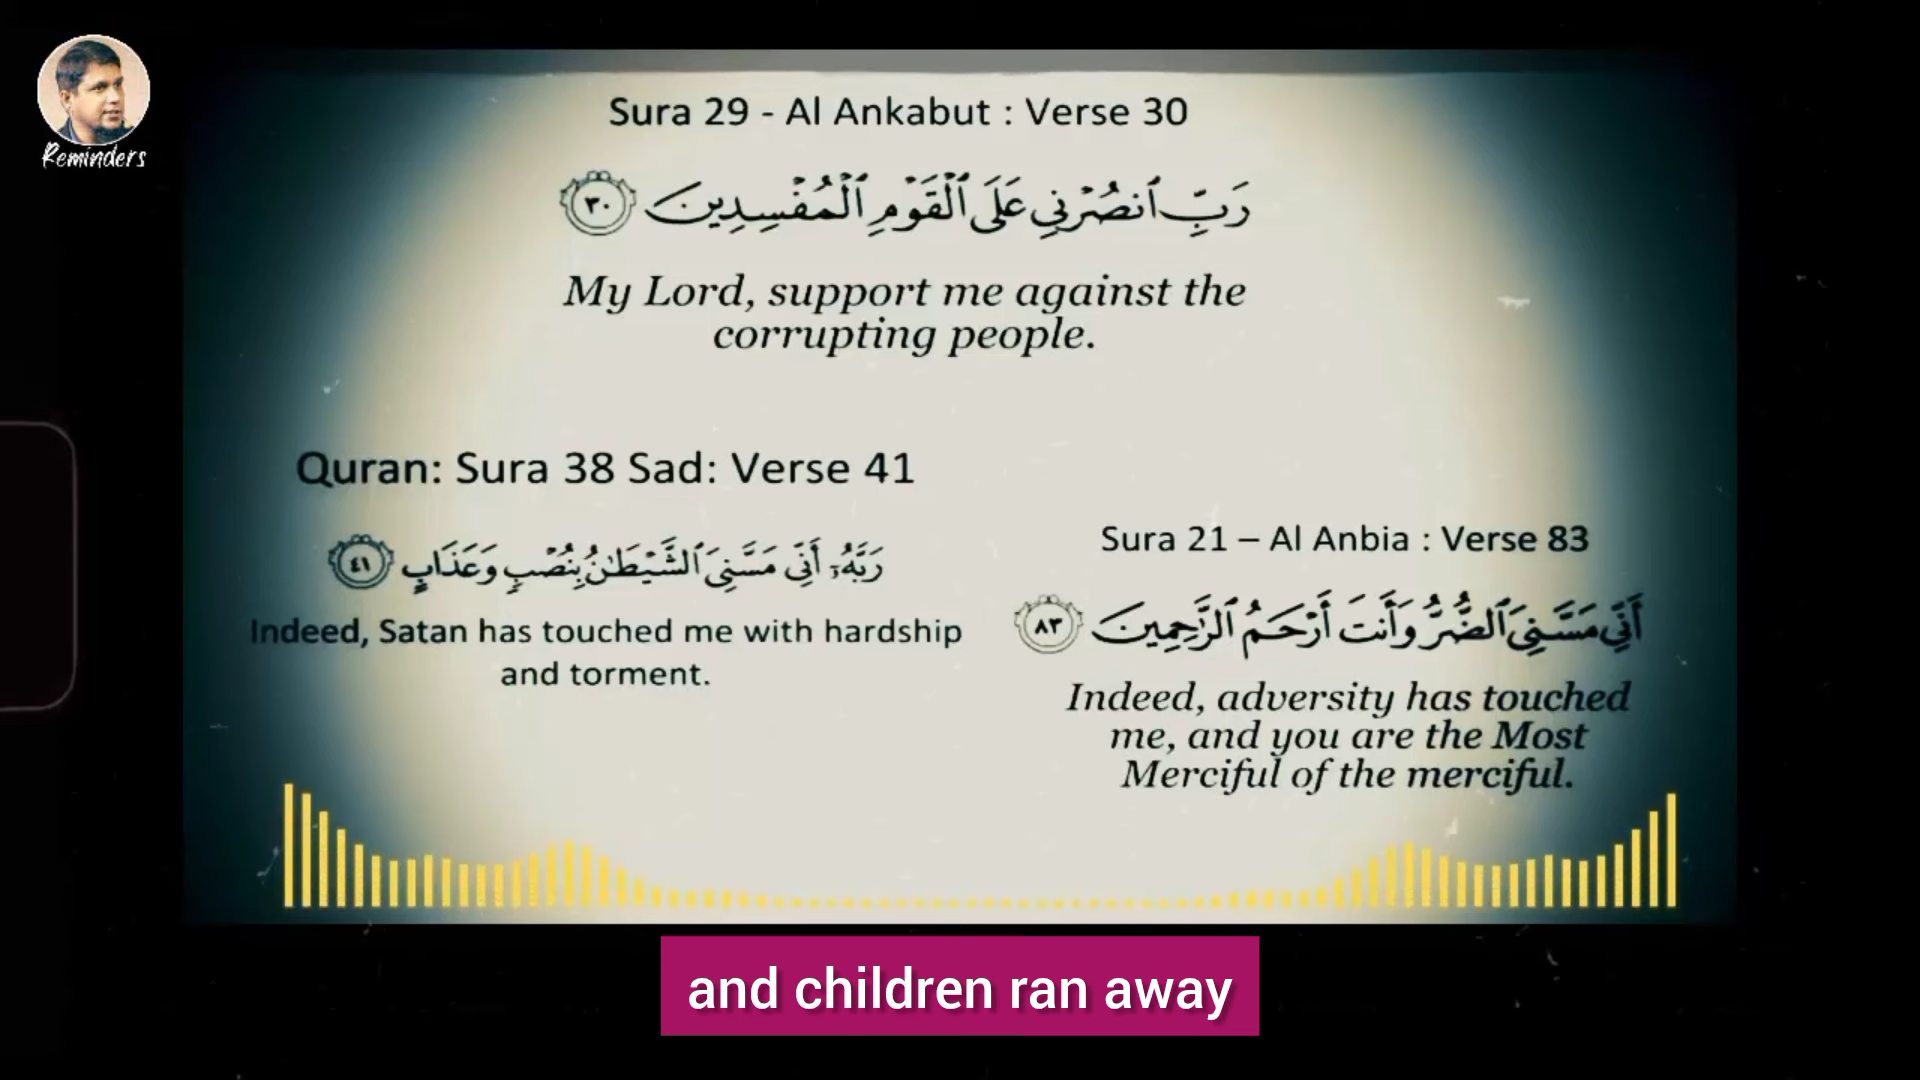 Reminders
Sura 29 - Al Ankabut : Verse 30
رَبِّ ٱنصُرۡنِي عَلَى ٱلۡقَوۡمِ ٱلۡمُفۡسِدِينَ ٣٠
My Lord, support me against the
corrupting people.
Quran: Sura 38 Sad: Verse 41
رَبَّهُۥٓ أَنِّي مَسَّنِيَ ٱلشَّيۡطَٰنُ بِنُصۡبٖ وَعَذَابٍ ٤١
Indeed, Satan has touched me with hardship
and torment.
Sura 21 – Al Anbia : Verse 83
أَنِّي مَسَّنِيَ ٱلضُّرُّ وَأَنتَ أَرۡحَمُ ٱلرَّٰحِمِينَ ٨٣
Indeed, adversity has touched
me, and you are the Most
Merciful of the merciful.
and children ran away